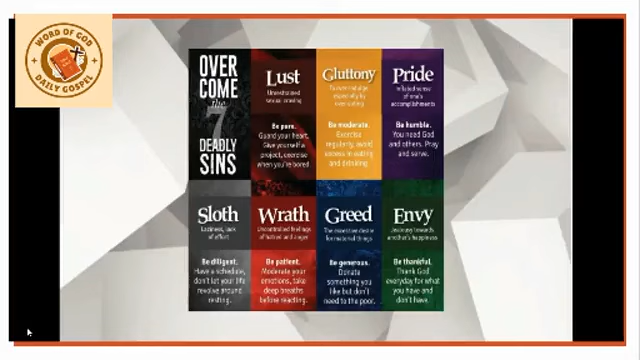 WORD OF GOD
DAILY GOSPEL
OVER
COME
the
7
DEADLY
SINS
Lust
Unrestrained
sexual craving
Be pure.
Guard your heart.
Give yourself a
project, exercise
when you're bored.
Gluttony
To over-indulge
especially by
over-eating
Be moderate.
Exercise
regularly, avoid
excess in eating
and drinking.
Pride
Inflated sense
of one's
accomplishments
Be humble.
You need God
and others. Pray
and serve.
Sloth
Laziness, lack
of effort
Be diligent.
Have a schedule,
don't let your life
revolve around
resting.
Wrath
Uncontrolled feelings
of hatred and anger
Be patient.
Moderate your
emotions, take
deep breaths
before reacting.
Greed
The excessive desire
for material things
Be generous.
Donate
something you
like but don't
need to the poor.
Envy
Jealousy towards
another's happiness
Be thankful.
Thank God
everyday for what
you have and
don't have.